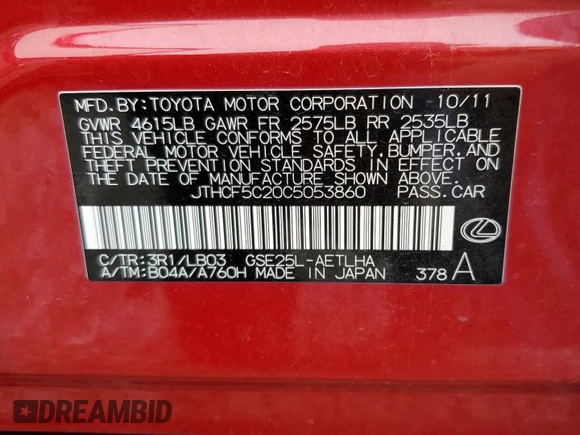 MFD. BY: TOYOTA MOTOR CORPORATION 10/11
GVWR 4615LB GAWR FR 2575LB RR 2535LB
THIS VEHICLE CONFORMS TO ALL APPLICABLE
FEDERAL MOTOR VEHICLE SAFETY, BUMPER, AND
THEFT PREVENTION STANDARDS IN EFFECT ON
THE DATE OF MANUFACTURE SHOWN ABOVE.
JTHCF5C20C5053860 PASS. CAR
C/TR: 3R1/LB03 GSE25L-AETLHA
A/TM: B04A/A760H MADE IN JAPAN 378 A
DREAMBID